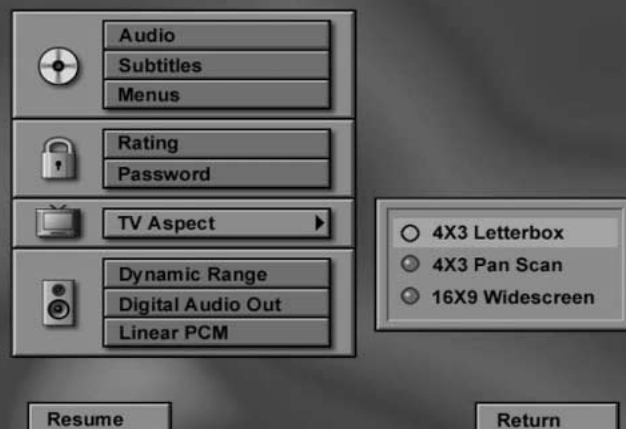 Audio
Subtitles
Menus
Rating
Password
TV Aspect
4X3 Letterbox
4X3 Pan Scan
16X9 Widescreen
Dynamic Range
Digital Audio Out
Linear PCM
Resume
Return